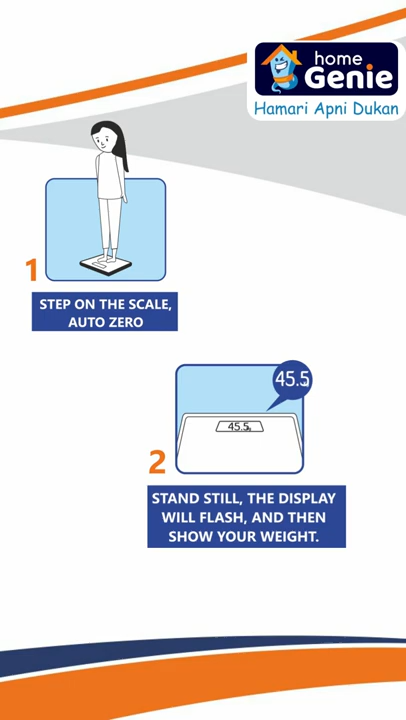 home
Genie
Hamari Apni Dukan
1
STEP ON THE SCALE,
AUTO ZERO
45.5
45.5
2
STAND STILL, THE DISPLAY
WILL FLASH, AND THEN
SHOW YOUR WEIGHT.